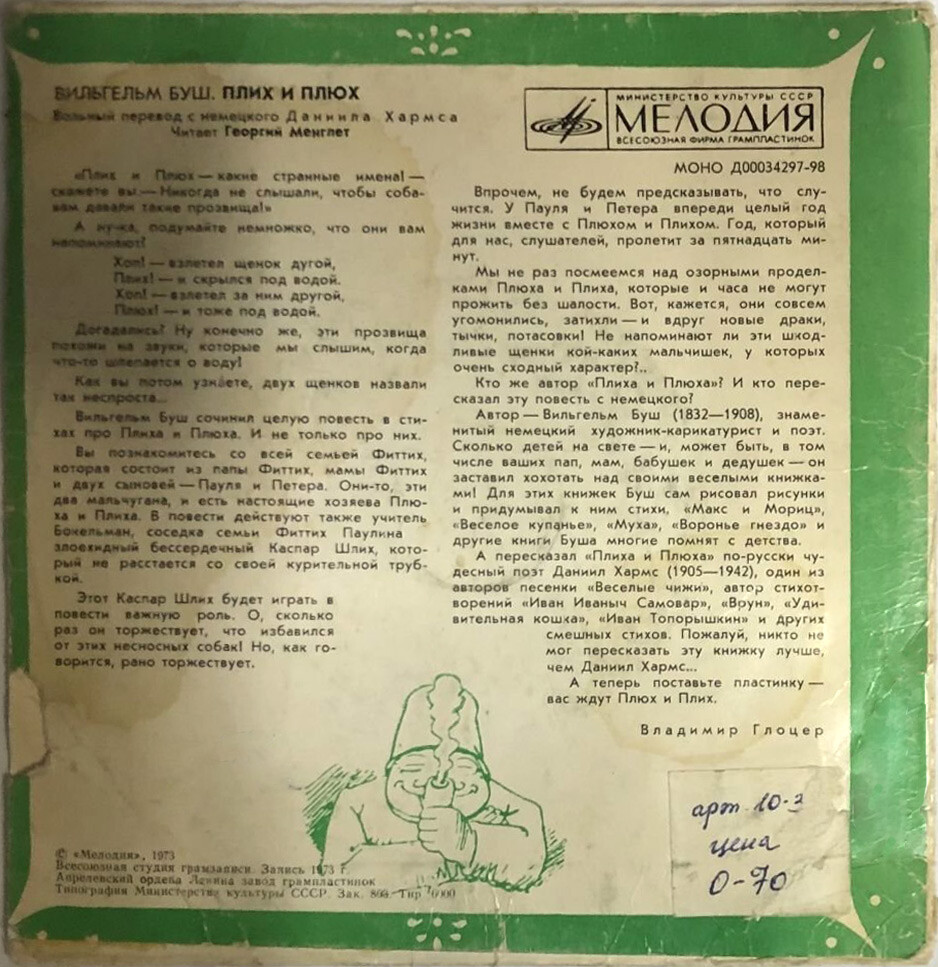 ВИЛЬГЕЛЬМ БУШ. ПЛИХ И ПЛЮХ
Вольный перевод с немецкого Даниила Хармса
Читает Георгий Менглет
«Плих и Плюх — какие странные имена! —
скажете вы.— Никогда не слышали, чтобы соба-
кам давали такие прозвища!»
А ну-ка, подумайте немножко, что они вам
напоминают?
Хоп! — взлетел щенок дугой,
Плих! — и скрылся под водой.
Хоп! — взлетел за ним другой,
Плюх! — и тоже под водой.
Догадались? Ну конечно же, эти прозвища
похожи на звуки, которые мы слышим, когда
что-то шлепается о воду!
Как вы потом узнаете, двух щенков назвали
так неспроста...
Вильгельм Буш сочинил целую повесть в сти-
хах про Плиха и Плюха. И не только про них.
Вы познакомитесь со всей семьей Фиттих,
которая состоит из папы Фиттих, мамы Фиттих
и двух сыновей — Пауля и Петера. Они-то, эти
два мальчугана, и есть настоящие хозяева Плю-
ха и Плиха. В повести действуют также учитель
Бокельман, соседка семьи Фиттих Паулина
злоехидный бессердечный Каспар Шлих, кото-
рый не расстается со своей курительной труб-
кой.
Этот Каспар Шлих будет играть в
повести важную роль. О, сколько
раз он торжествует, что избавился
от этих несносных собак! Но, как го-
ворится, рано торжествует.
© «Мелодия», 1973
Всесоюзная студия грамзаписи. Запись 1973 г.
Апрелевский ордена Ленина завод грампластинок
Типография Министерства культуры СССР. Зак. Тир
МИНИСТЕРСТВО КУЛЬТУРЫ СССР
МЕЛОДИЯ
ВСЕСОЮЗНАЯ ФИРМА ГРАМПЛАСТИНОК
МОНО Д00034297-98
Впрочем, не будем предсказывать, что слу-
чится. У Пауля и Петера впереди целый год
жизни вместе с Плюхом и Плихом. Год, который
для нас, слушателей, пролетит за пятнадцать ми-
нут.
Мы не раз посмеемся над озорными продел-
ками Плюха и Плиха, которые и часа не могут
прожить без шалости. Вот, кажется, они совсем
угомонились, затихли — и вдруг новые драки,
тычки, потасовки! Не напоминают ли эти шкод-
ливые щенки кой-каких мальчишек, у которых
очень сходный характер?..
Кто же автор «Плиха и Плюха»? И кто пере-
сказал эту повесть с немецкого?
Автор — Вильгельм Буш (1832—1908), знаме-
нитый немецкий художник-карикатурист и поэт.
Сколько детей на свете — и, может быть, в том
числе ваших пап, мам, бабушек и дедушек — он
заставил хохотать над своими веселыми книжка-
ми! Для этих книжек Буш сам рисовал рисунки
и придумывал к ним стихи. «Макс и Мориц»,
«Веселое купанье», «Муха», «Воронье гнездо» и
другие книги Буша многие помнят с детства.
А пересказал «Плиха и Плюха» по-русски чу-
десный поэт Даниил Хармс (1905—1942), один из
авторов песенки «Веселые чижи», автор стихот-
ворений «Иван Иваныч Самовар», «Врун», «Уди-
вительная кошка», «Иван Топорышкин» и других
смешных стихов. Пожалуй, никто не
мог пересказать эту книжку лучше,
чем Даниил Хармс...
А теперь поставьте пластинку —
вас ждут Плюх и Плих.
Владимир Глоцер
арт 10-3
цена
0-70